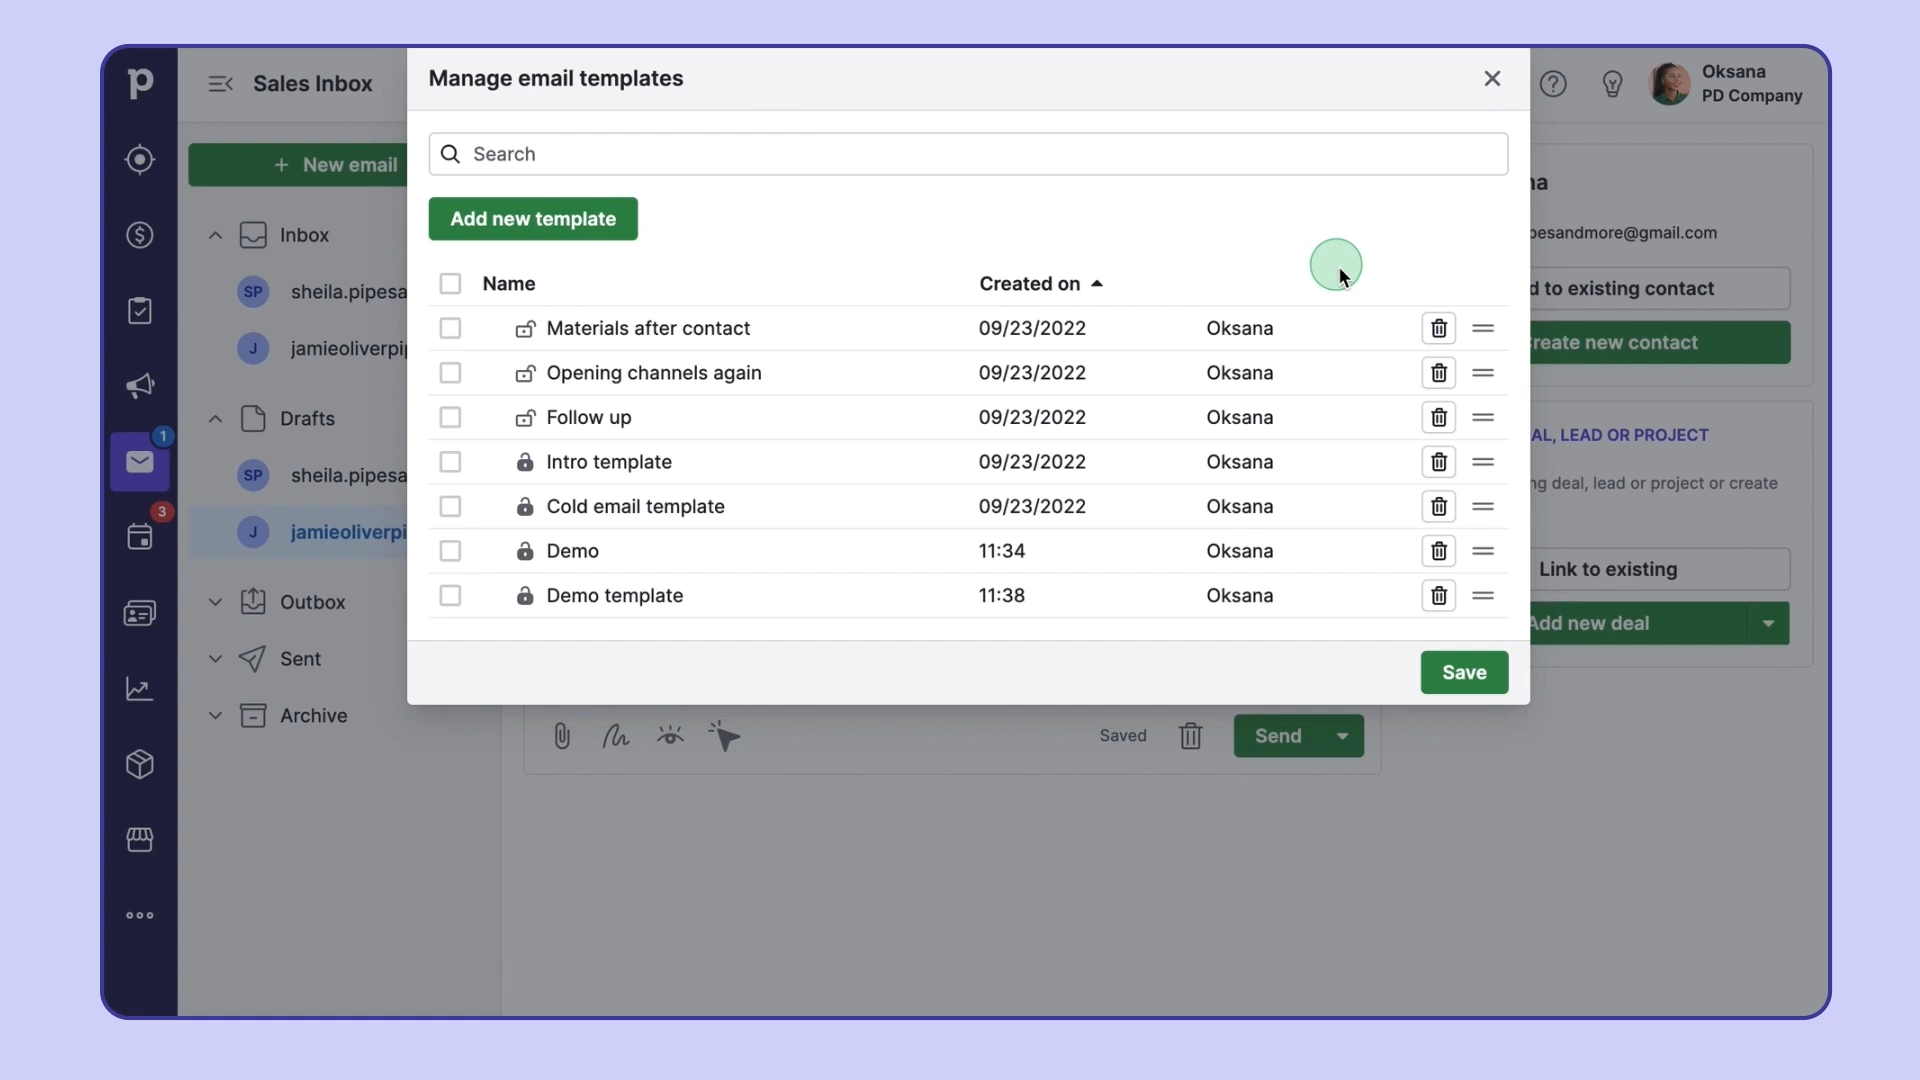 p
Sales Inbox
Manage email templates
Oksana
PD Company
Search
New email
Add new template
Inbox
pesandmore@gmail.com
sheila.pipesa
SP
Name
Created on
d to existing contact
Materials after contact
09/23/2022
Oksana
J
jamieoliverpi
reate new contact
Opening channels again
09/23/2022
Oksana
Drafts
Follow up
09/23/2022
Oksana
1
AL, LEAD OR PROJECT
Intro template
09/23/2022
Oksana
SP
sheila.pipesa
ng deal, lead or project or create
3
Cold email template
09/23/2022
Oksana
J
jamieoliverpi
Demo
11:34
Oksana
Link to existing
Outbox
Demo template
11:38
Oksana
Add new deal
Sent
Save
Archive
Saved
Send